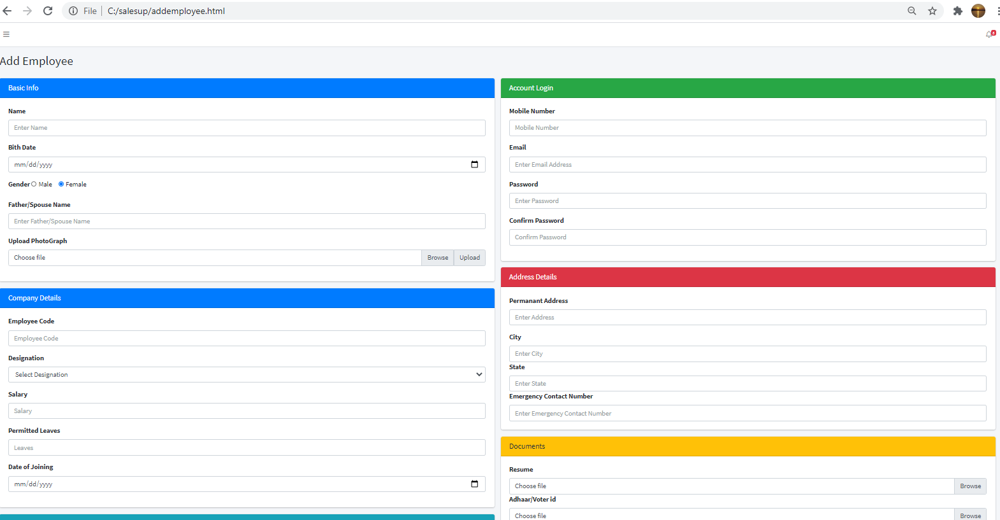 File C:/salesup/addemployee.html
6
Add Employee
Basic Info
Name
Enter Name
Bith Date
mm/dd/yyyy
Gender Male Female
Father/Spouse Name
Enter Father/Spouse Name
Upload PhotoGraph
Choose file Browse Upload
Company Details
Employee Code
Employee Code
Designation
Select Designation
Salary
Salary
Permitted Leaves
Leaves
Date of Joining
mm/dd/yyyy
Account Login
Mobile Number
Mobile Number
Email
Enter Email Address
Password
Enter Password
Confirm Password
Confirm Password
Address Details
Permanant Address
Enter Address
City
Enter City
State
Enter State
Emergency Contact Number
Enter Emergency Contact Number
Documents
Resume
Choose file Browse
Adhaar/Voter id
Choose file Browse